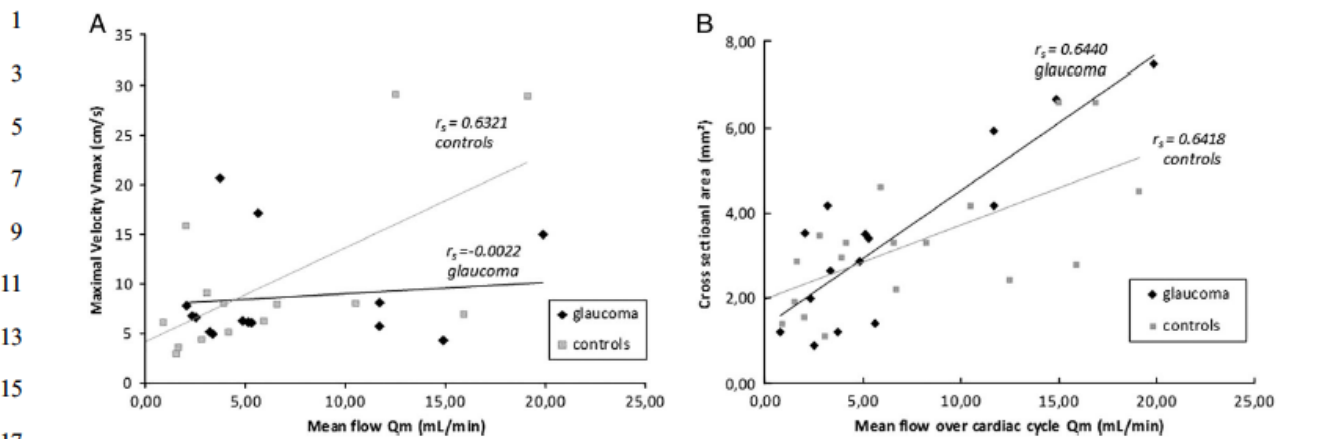 1
3
5
7
9
11
13
15
17
A
35
30
25
20
15
10
5
0
0,00
5,00
10,00
15,00
20,00
25,00
Maximal Velocity Vmax (cm/s)
Mean flow Qm (mL/min)
rs = 0.6321
controls
rs =-0.0022
glaucoma
glaucoma
controls
B
8,00
6,00
4,00
2,00
0,00
0,00
5,00
10,00
15,00
20,00
25,00
Cross sectioanl area (mm²)
Mean flow over cardiac cycle Qm (mL/min)
rs = 0.6440
glaucoma
rs = 0.6418
controls
glaucoma
controls